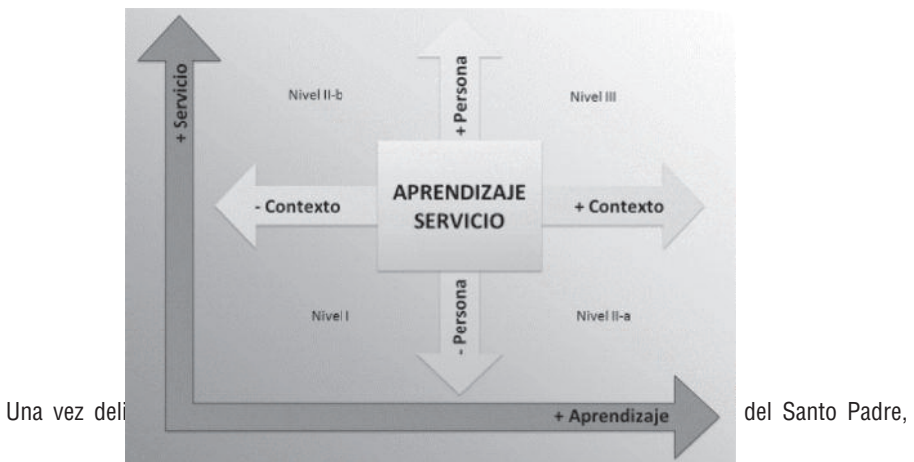 + Servicio
Nivel II-b
+ Persona
Nivel III
- Contexto
APRENDIZAJE
SERVICIO
+ Contexto
Nivel I
- Persona
Nivel II-a
+ Aprendizaje
Una vez deli
del Santo Padre,